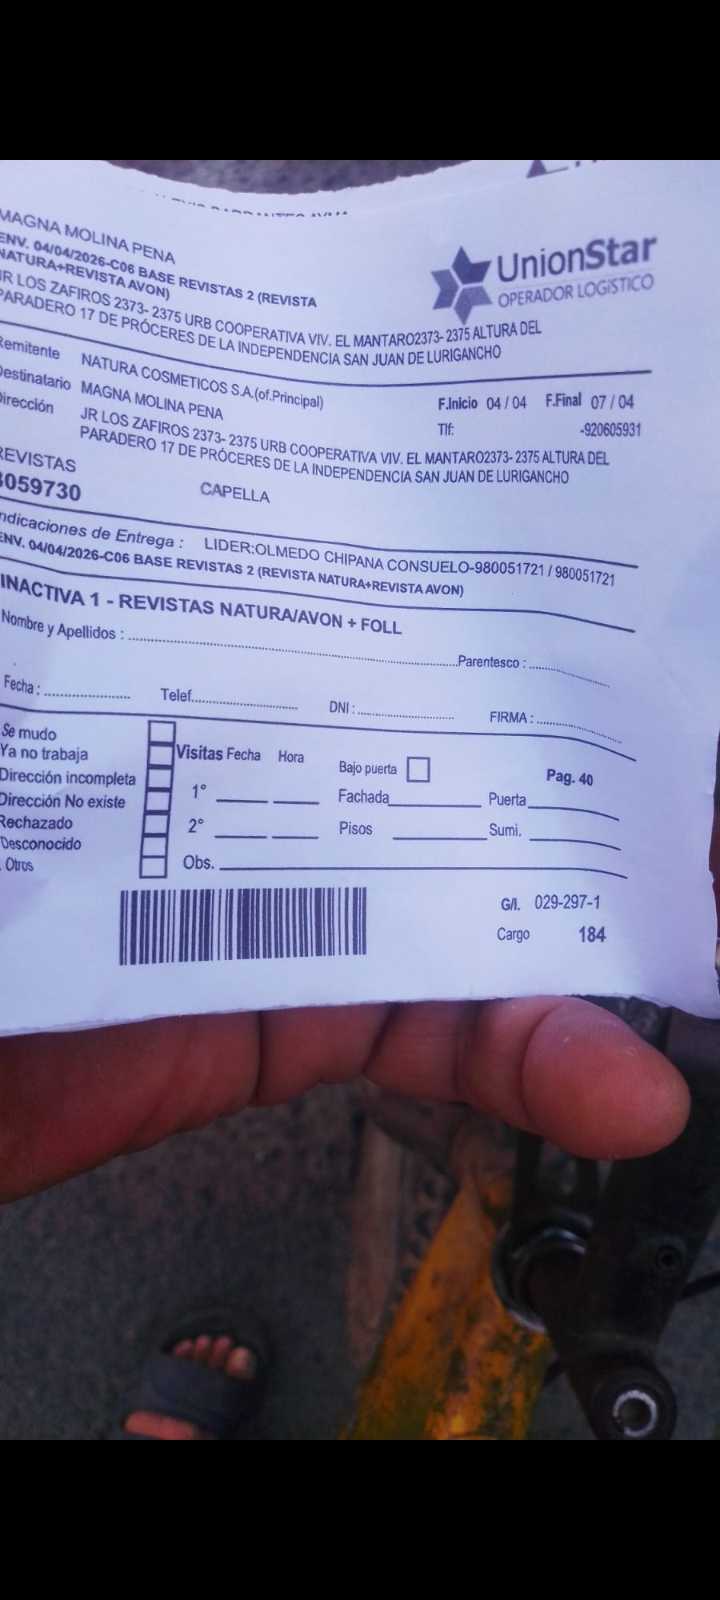 MAGNA MOLINA PENA
ENV. 04/04/2026-C06 BASE REVISTAS 2 (REVISTA
NATURA+REVISTA AVON)
JR LOS ZAFIROS 2373- 2375 URB COOPERATIVA VIV. EL MANTARO2373- 2375 ALTURA DEL
PARADERO 17 DE PRÓCERES DE LA INDEPENDENCIA SAN JUAN DE LURIGANCHO
UnionStar
OPERADOR LOGíSTICO
Remitente NATURA COSMETICOS S.A.(of.Principal)
Destinatario MAGNA MOLINA PENA
F.Inicio 04 / 04 F.Final 07 / 04
Tlf: -920605931
Dirección JR LOS ZAFIROS 2373- 2375 URB COOPERATIVA VIV. EL MANTARO2373- 2375 ALTURA DEL
PARADERO 17 DE PRÓCERES DE LA INDEPENDENCIA SAN JUAN DE LURIGANCHO
REVISTAS
3059730 CAPELLA
Indicaciones de Entrega : LIDER:OLMEDO CHIPANA CONSUELO-980051721 / 980051721
ENV. 04/04/2026-C06 BASE REVISTAS 2 (REVISTA NATURA+REVISTA AVON)
INACTIVA 1 - REVISTAS NATURA/AVON + FOLL
Nombre y Apellidos : Parentesco :
Fecha : Telef. DNI : FIRMA :
Se mudo
Ya no trabaja
Dirección incompleta
Dirección No existe
Rechazado
Desconocido
. Otros
Visitas Fecha Hora
Bajo puerta
Pag. 40
1° Fachada Puerta
2° Pisos Sumi.
Obs.
G/I. 029-297-1
Cargo 184